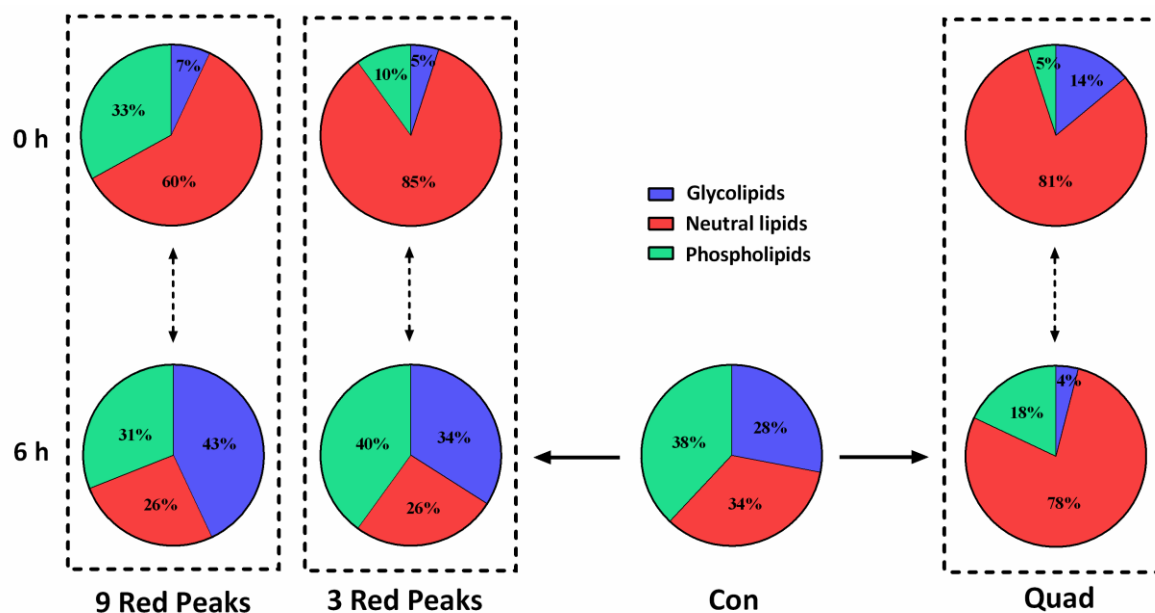 7%
33%
60%
5%
10%
85%
5%
14%
81%
0 h
Glycolipids
Neutral lipids
Phospholipids
6 h
31%
43%
26%
40%
34%
26%
38%
28%
34%
4%
18%
78%
9 Red Peaks
3 Red Peaks
Con
Quad